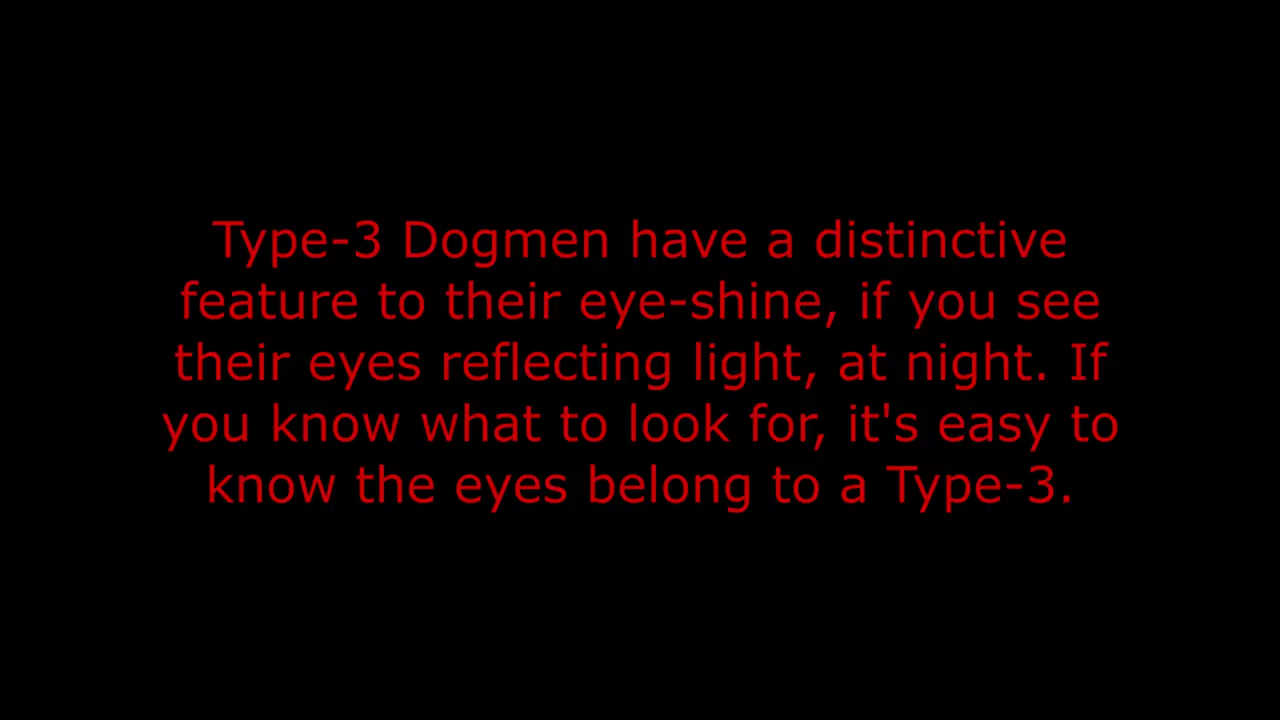 Type-3 Dogmen have a distinctive
feature to their eye-shine, if you see
their eyes reflecting light, at night. If
you know what to look for, it's easy to
know the eyes belong to a Type-3.